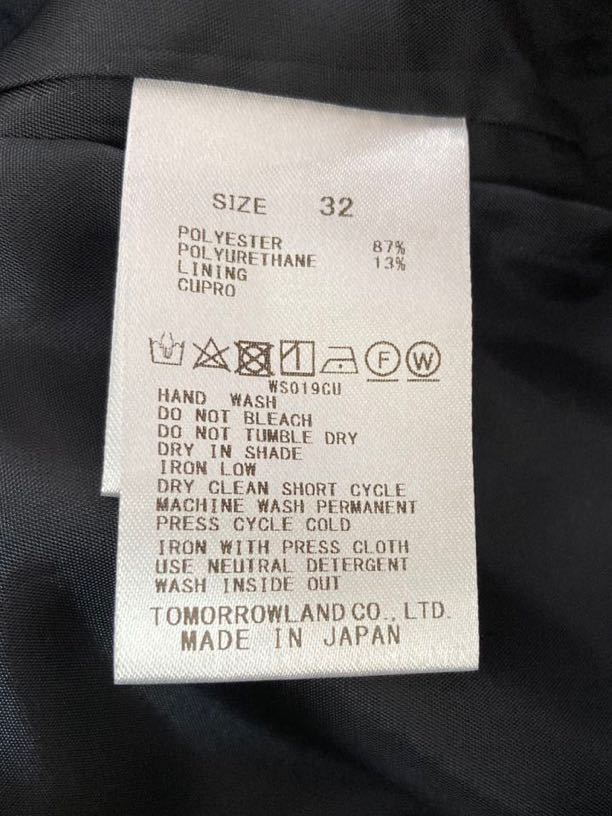 SIZE 32
POLYESTER 87%
POLYURETHANE 13%
LINING
CUPRO
F W
WS019CU
HAND WASH
DO NOT BLEACH
DO NOT TUMBLE DRY
DRY IN SHADE
IRON LOW
DRY CLEAN SHORT CYCLE
MACHINE WASH PERMANENT
PRESS CYCLE COLD
IRON WITH PRESS CLOTH
USE NEUTRAL DETERGENT
WASH INSIDE OUT
TOMORROWLAND CO., LTD.
MADE IN JAPAN